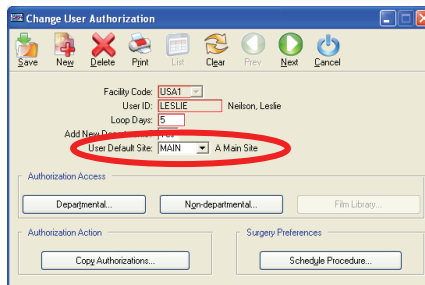 Change User Authorization
Save New Delete Print List Clear Prev Next Cancel
Facility Code: USA1
User ID: LESLIE Neilson, Leslie
Loop Days: 5
Add New
User Default Site: MAIN A Main Site
Authorization Access
Departmental... Non-departmental... Film Library...
Authorization Action Surgery Preferences
Copy Authorizations... Schedule Procedure...